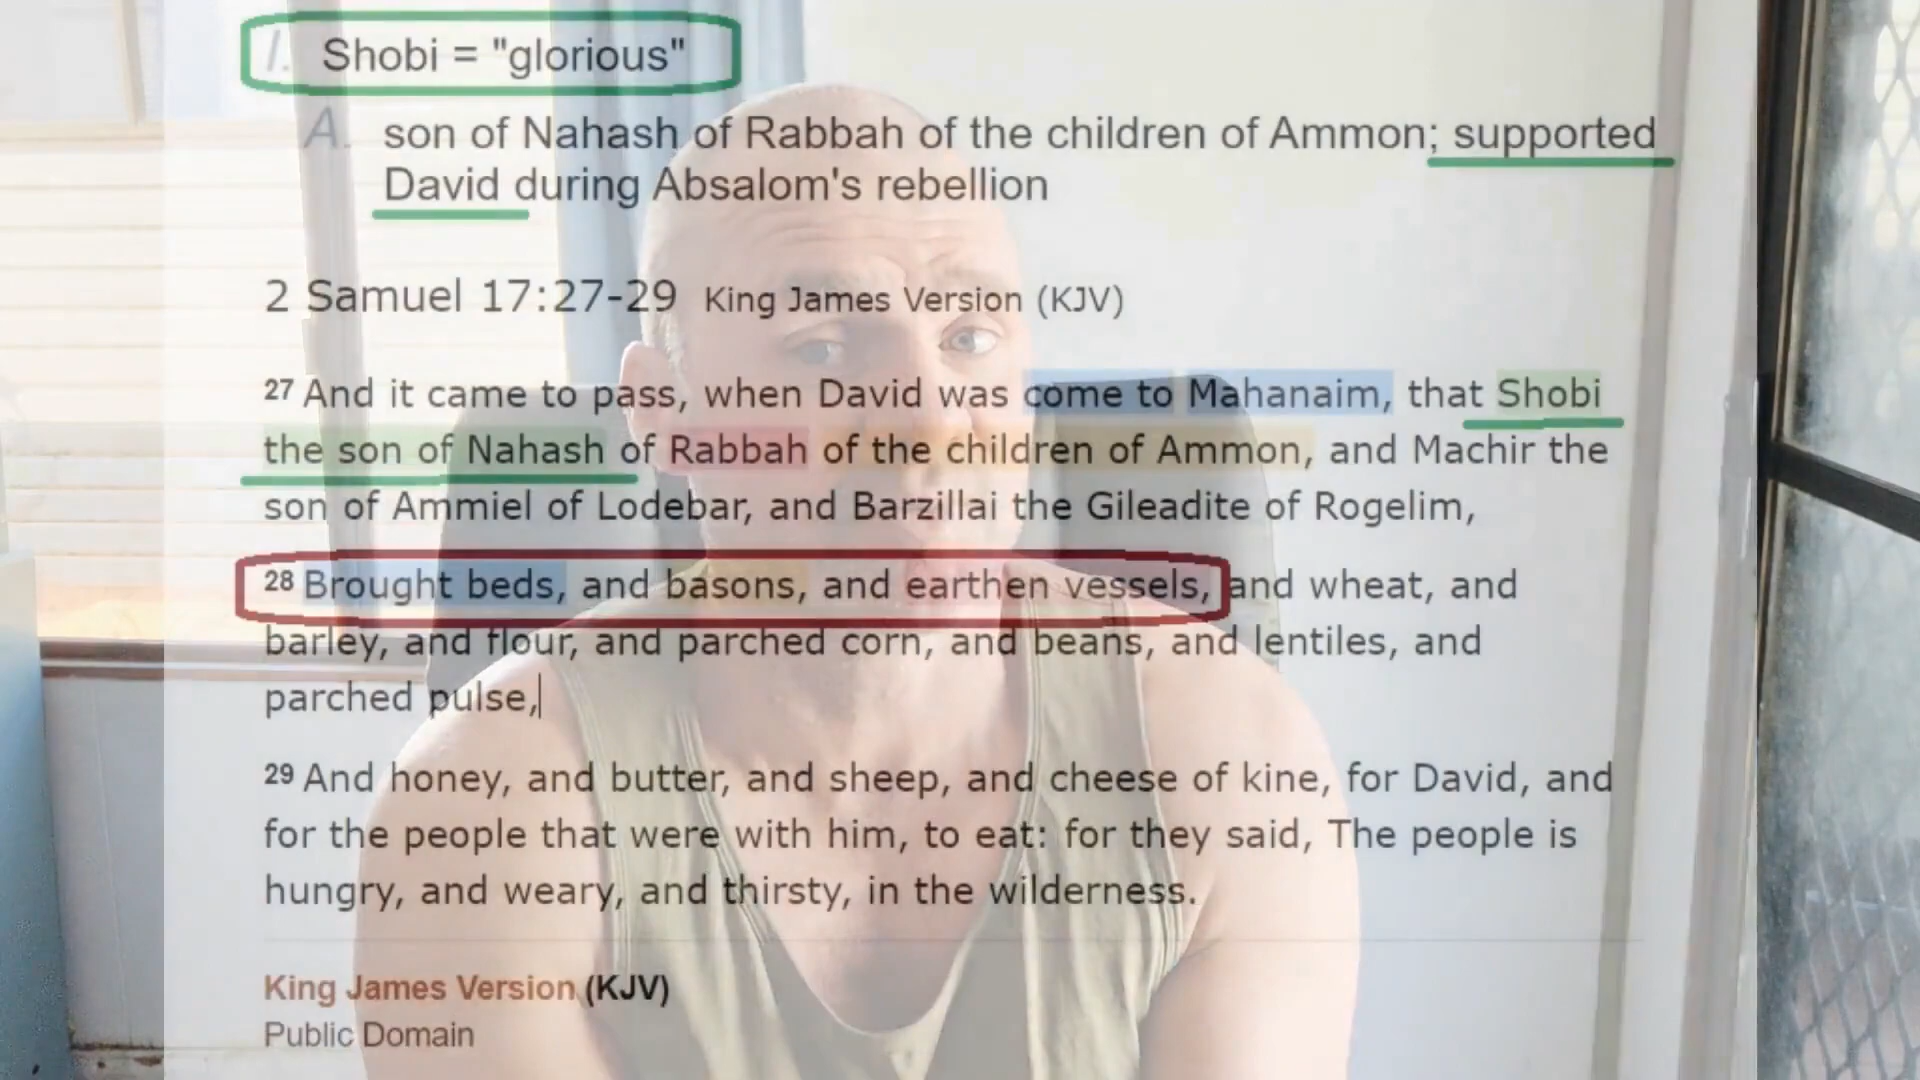 I. Shobi = "glorious"
A. son of Nahash of Rabbah of the children of Ammon; supported
David during Absalom's rebellion
2 Samuel 17:27-29 King James Version (KJV)
27 And it came to pass, when David was come to Mahanaim, that Shobi
the son of Nahash of Rabbah of the children of Ammon, and Machir the
son of Ammiel of Lodebar, and Barzillai the Gileadite of Rogelim,
28 Brought beds, and basons, and earthen vessels, and wheat, and
barley, and flour, and parched corn, and beans, and lentiles, and
parched pulse,
29 And honey, and butter, and sheep, and cheese of kine, for David, and
for the people that were with him, to eat: for they said, The people is
hungry, and weary, and thirsty, in the wilderness.
King James Version (KJV)
Public Domain